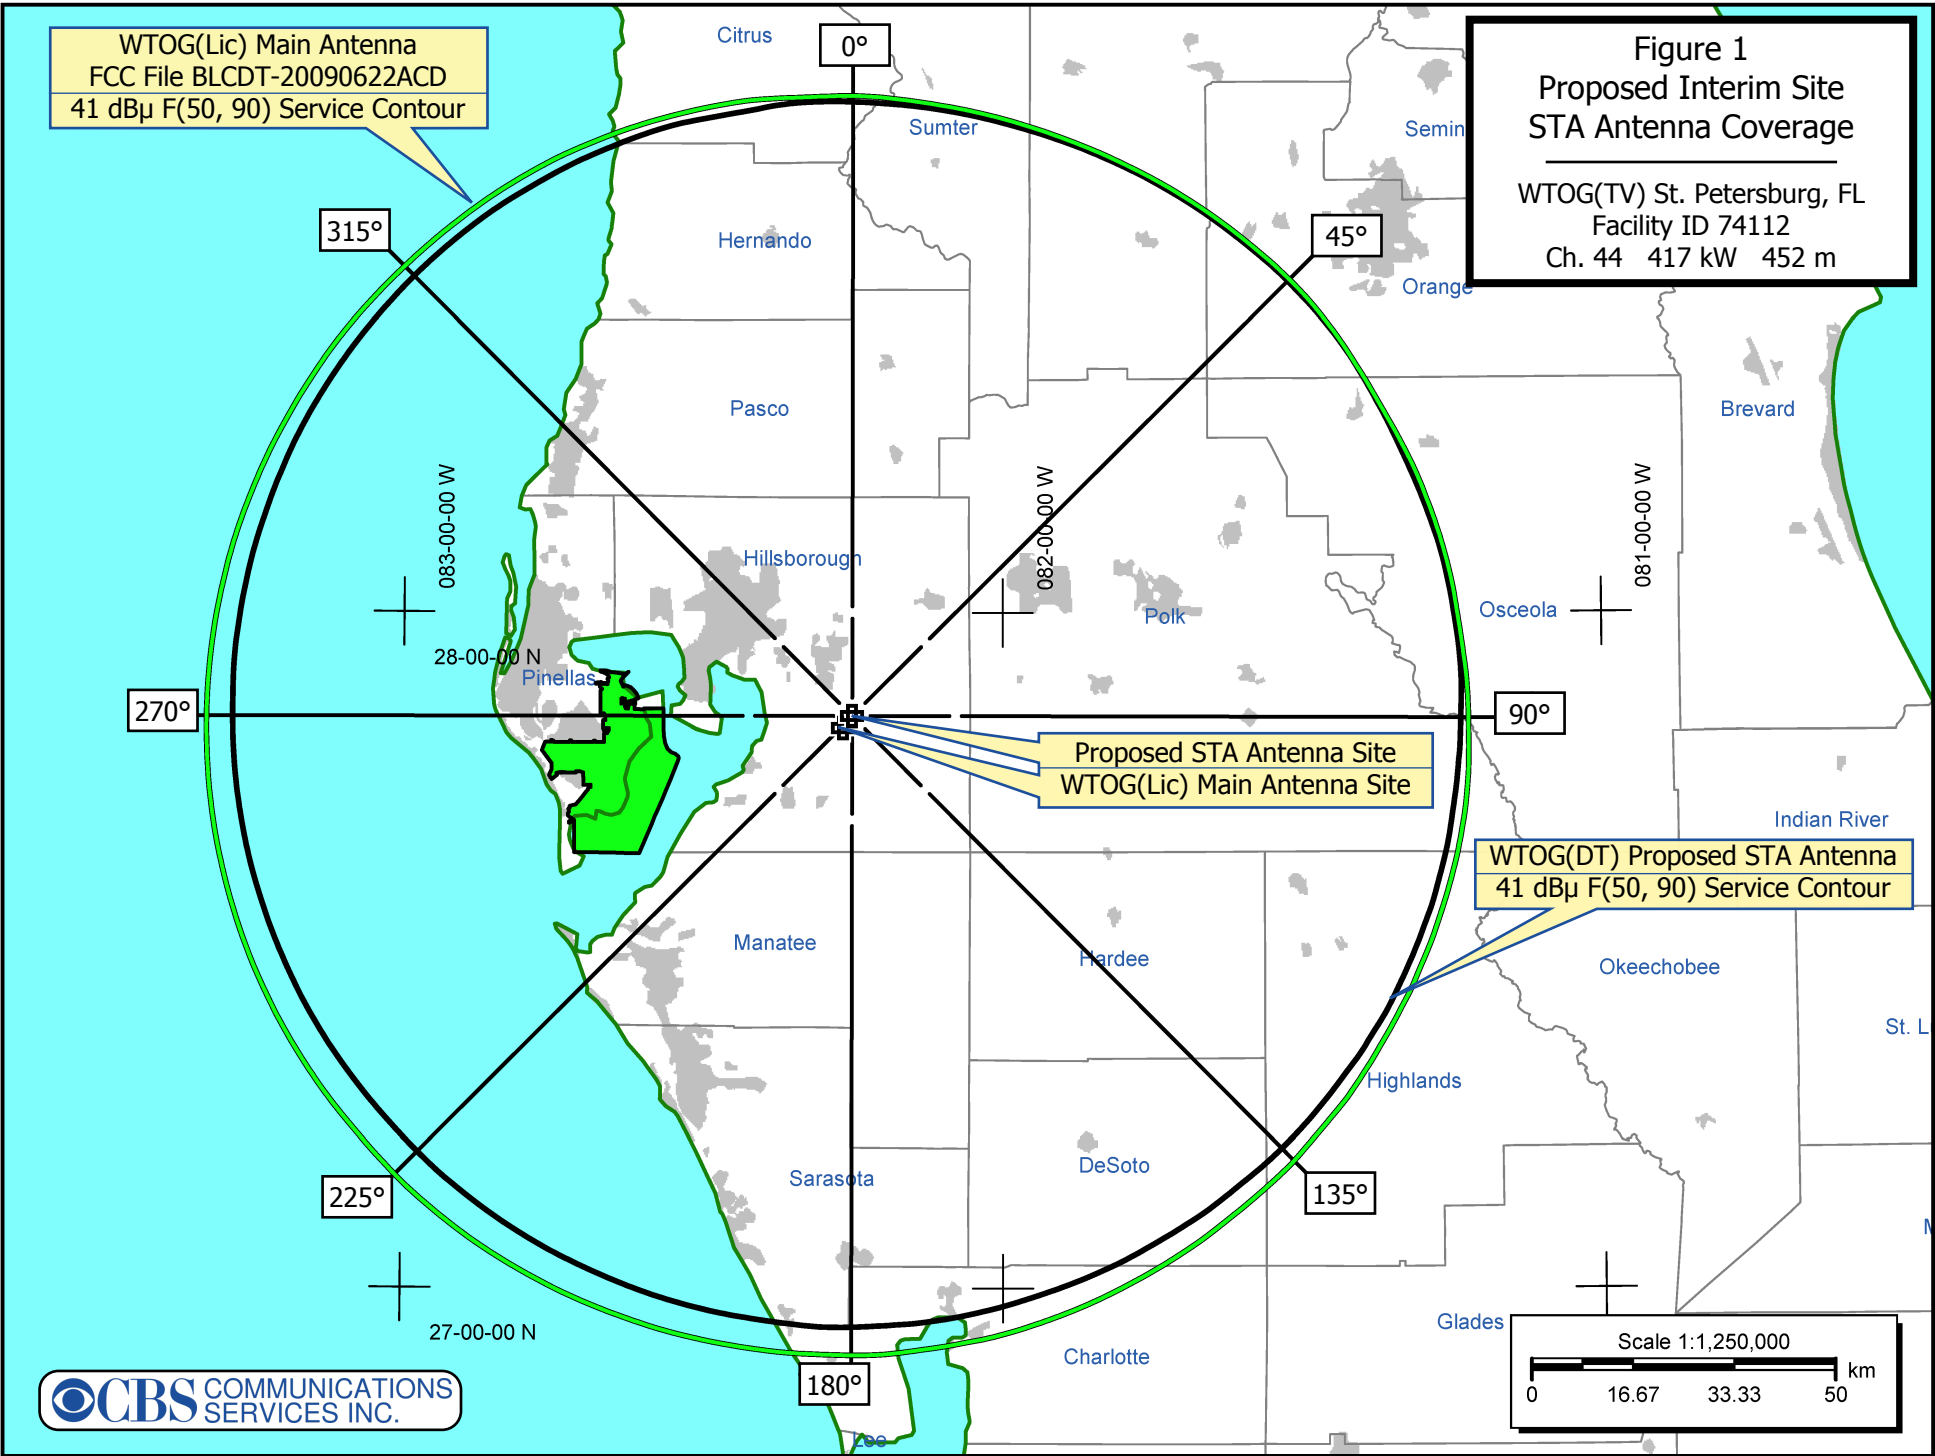 WTOG(Lic) Main Antenna
FCC File BLCDT-20090622ACD
41 dBµ F(50, 90) Service Contour
Figure 1
Proposed Interim Site
STA Antenna Coverage
WTOG(TV) St. Petersburg, FL
Facility ID 74112
Ch. 44 417 kW 452 m
Citrus
0°
Sumter
Semin
315°
45°
Hernando
Orange
Pasco
Brevard
083-00-00 W
082-00-00 W
081-00-00 W
Hillsborough
Polk
Osceola
28-00-00 N
Pinellas
270°
90°
Proposed STA Antenna Site
WTOG(Lic) Main Antenna Site
Indian River
WTOG(DT) Proposed STA Antenna
41 dBµ F(50, 90) Service Contour
Manatee
Hardee
Okeechobee
St. L
Highlands
DeSoto
Sarasota
225°
135°
M
27-00-00 N
Glades
Charlotte
180°
Lee
Scale 1:1,250,000
km
0 16.67 33.33 50
CBS COMMUNICATIONS
SERVICES INC.